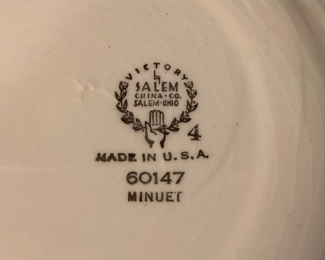 VICTORY
by
SALEM
CHINA • CO.
SALEM • OHIO
4
MADE IN U.S.A.
60147
MINUET